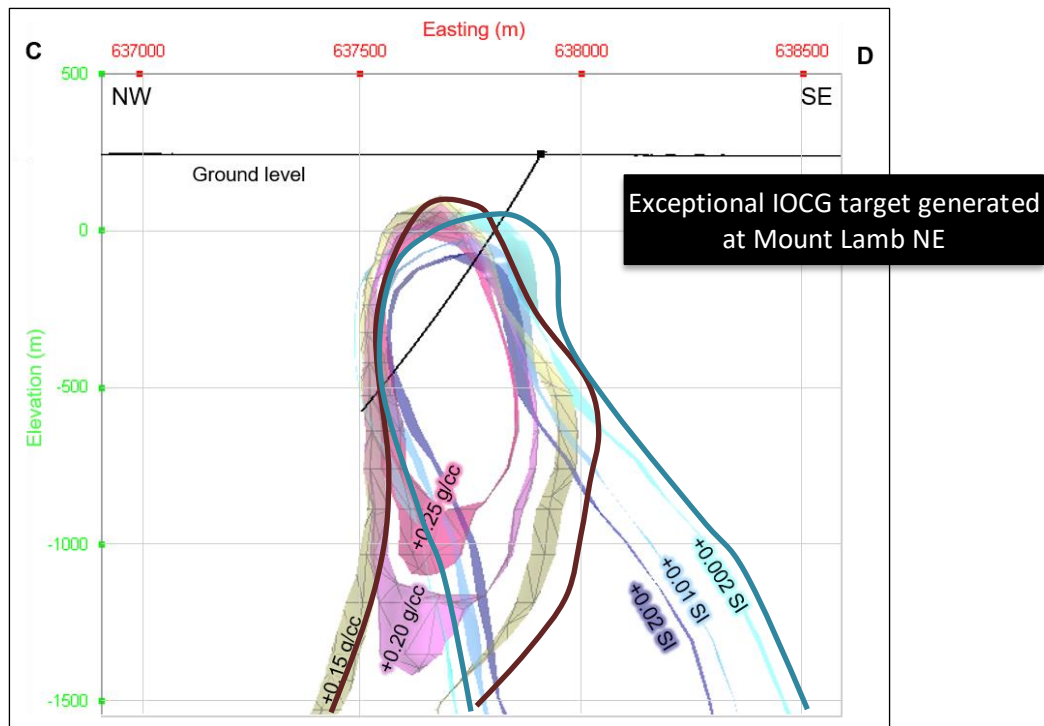 Easting (m)
C
637000
637500
638000
638500
D
500
NW
SE
Ground level
Exceptional IOCG target generated
at Mount Lamb NE
0
Elevation (m)
-500
+0.25 g/cc
-1000
+0.002 SI
+0.01 SI
+0.02 SI
+0.20 g/cc
+0.15 g/cc
-1500